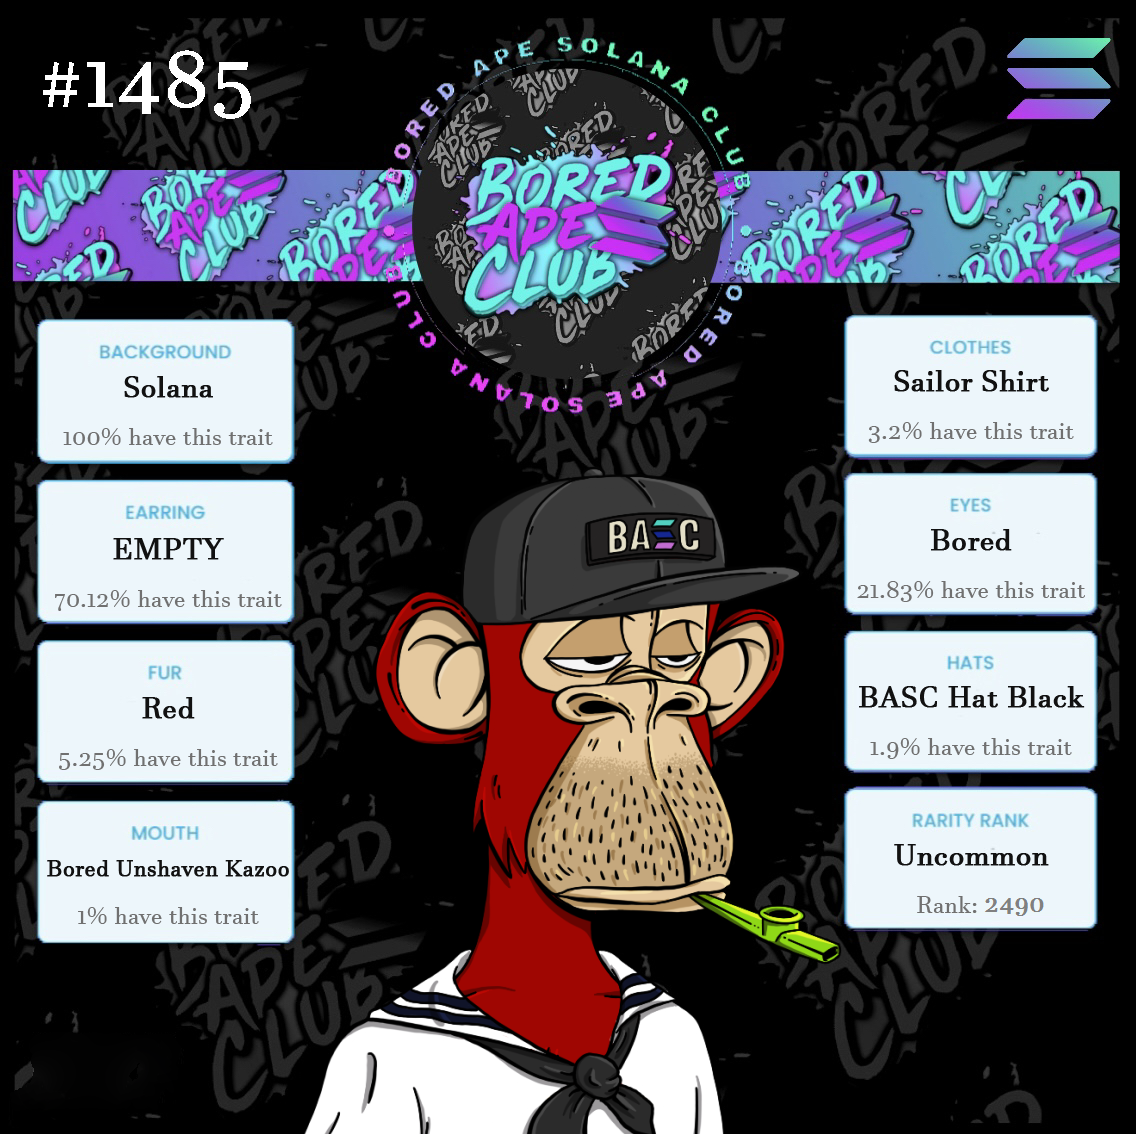 #1485
BORED APE SOLANA CLUB
BORED APE SOLANA CLUB
BORED
APE
CLUB
BACKGROUND
Solana
100% have this trait
EARRING
EMPTY
70.12% have this trait
FUR
Red
5.25% have this trait
MOUTH
Bored Unshaven Kazoo
1% have this trait
CLOTHES
Sailor Shirt
3.2% have this trait
EYES
Bored
21.83% have this trait
HATS
BASC Hat Black
1.9% have this trait
RARITY RANK
Uncommon
Rank: 2490
BASC